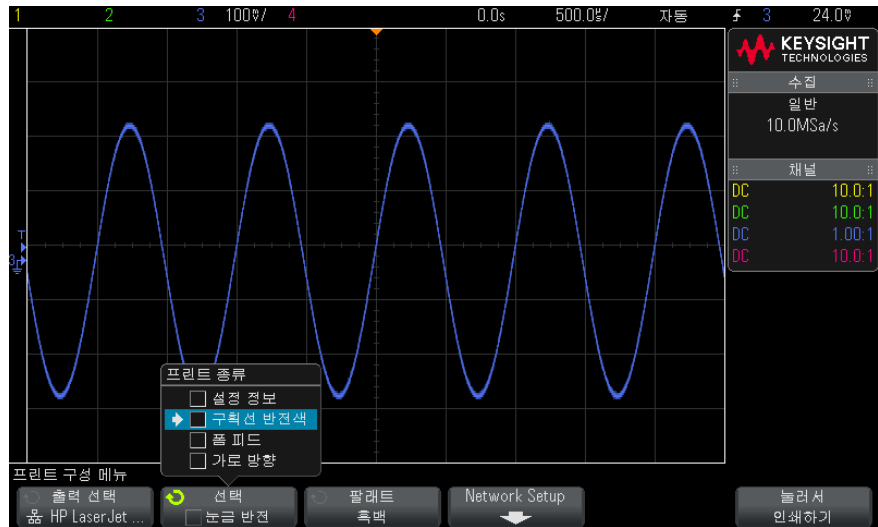 1 2 3 100mV/ 4 0.0s 500.0µs/ 자동 3 24.0V
KEYSIGHT
TECHNOLOGIES
수집
일반
10.0MSa/s
채널
DC 10.0:1
DC 10.0:1
DC 1.00:1
DC 10.0:1
T
3
프린트 종류
설정 정보
구획선 반전색
폼 피드
가로 방향
프린트 구성 메뉴
출력 선택
HP LaserJet ...
선택
눈금 반전
팔래트
흑백
Network Setup
눌러서
인쇄하기